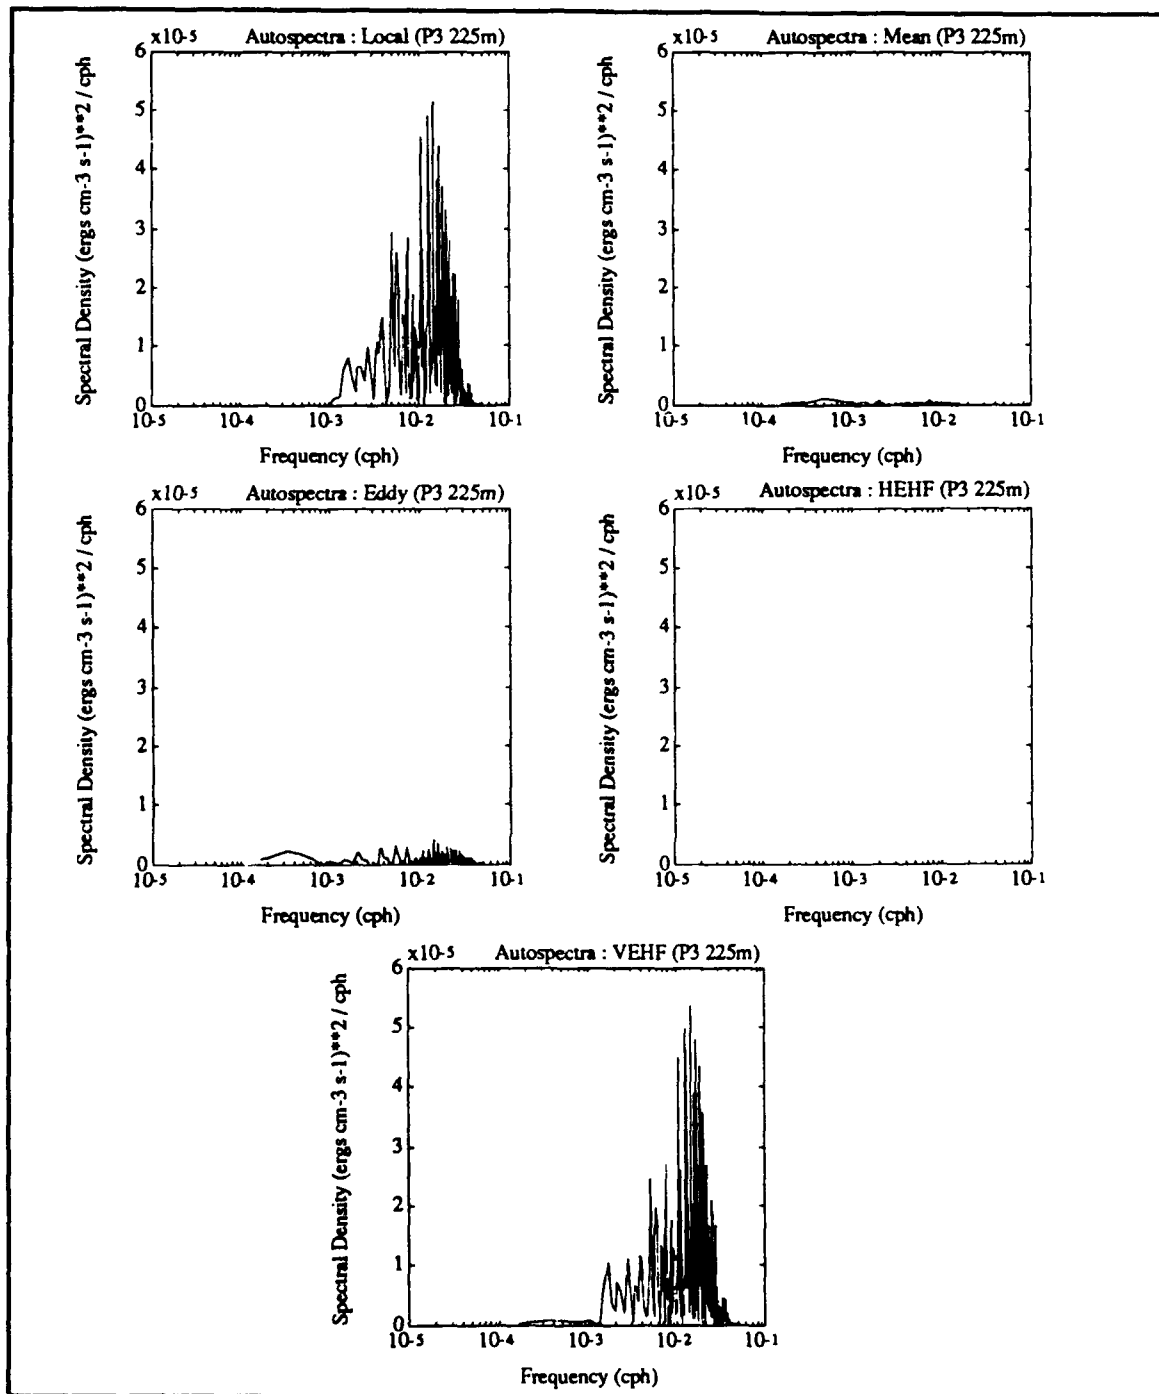 x10-5 Autospectra : Local (P3 225m)
Spectral Density (ergs cm-3 s-1)**2 / cph
6
5
4
3
2
1
0
10-5 10-4 10-3 10-2 10-1
Frequency (cph)
x10-5 Autospectra : Mean (P3 225m)
Spectral Density (ergs cm-3 s-1)**2 / cph
6
5
4
3
2
1
0
10-5 10-4 10-3 10-2 10-1
Frequency (cph)
x10-5 Autospectra : Eddy (P3 225m)
Spectral Density (ergs cm-3 s-1)**2 / cph
6
5
4
3
2
1
0
10-5 10-4 10-3 10-2 10-1
Frequency (cph)
x10-5 Autospectra : HEHF (P3 225m)
Spectral Density (ergs cm-3 s-1)**2 / cph
6
5
4
3
2
1
0
10-5 10-4 10-3 10-2 10-1
Frequency (cph)
x10-5 Autospectra : VEHF (P3 225m)
Spectral Density (ergs cm-3 s-1)**2 / cph
6
5
4
3
2
1
0
10-5 10-4 10-3 10-2 10-1
Frequency (cph)